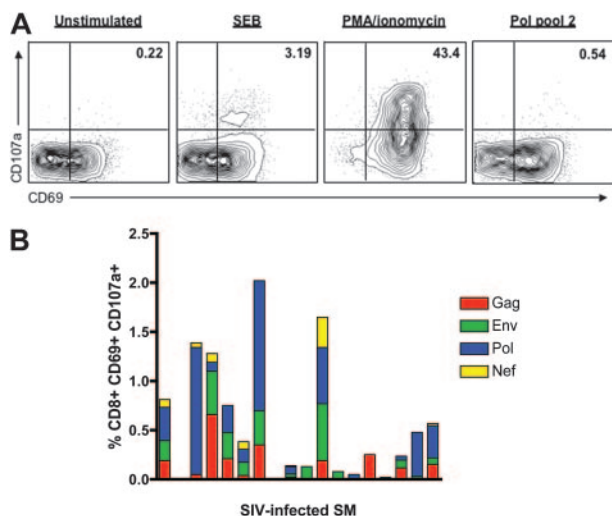 A
Unstimulated SEB PMA/ionomycin Pol pool 2
0.22 3.19 43.4 0.54
CD107a
CD69
B
% CD8+ CD69+ CD107a+
2.5
2.0
1.5
1.0
0.5
0.0
Gag
Env
Pol
Nef
SIV-infected SM